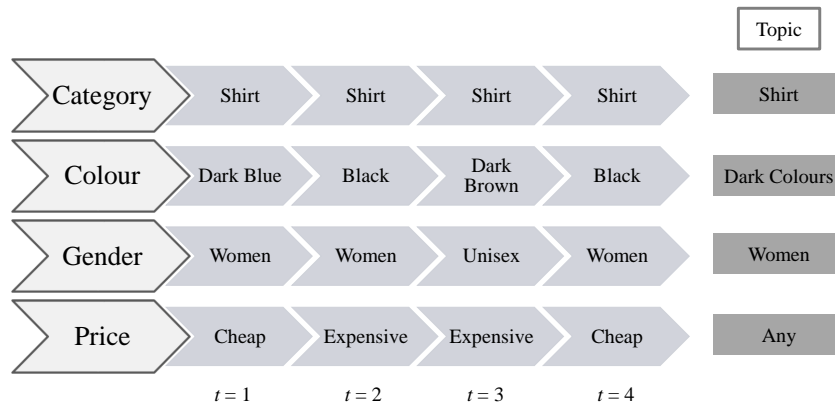 Topic
Category Shirt Shirt Shirt Shirt Shirt
Colour Dark Blue Black Dark Brown Black Dark Colours
Gender Women Women Unisex Women Women
Price Cheap Expensive Expensive Cheap Any
t = 1 t = 2 t = 3 t = 4